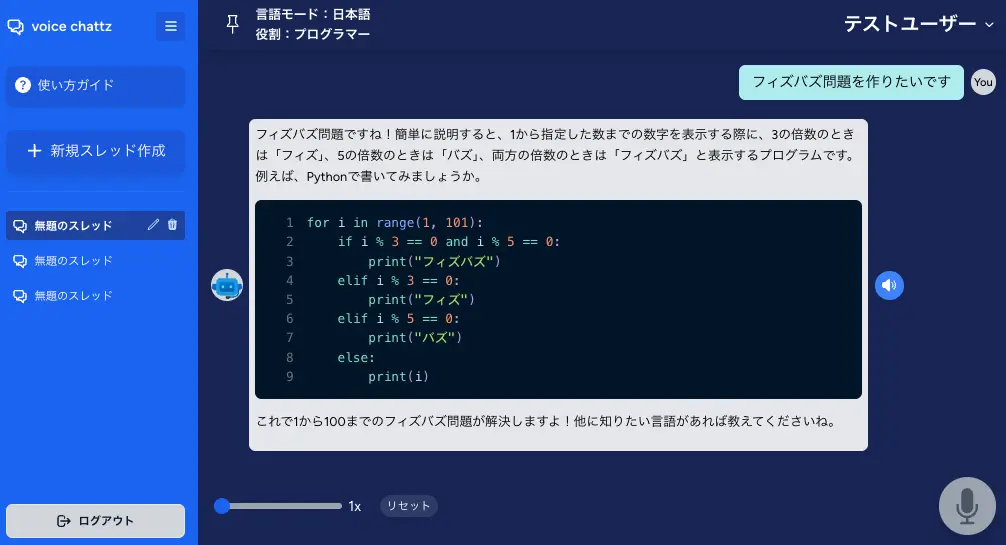 voice chattz
使い方ガイド
新規スレッド作成
無題のスレッド
無題のスレッド
無題のスレッド
ログアウト
言語モード：日本語
役割：プログラマー
テストユーザー
フィズバズ問題を作りたいです
You
フィズバズ問題ですね！簡単に説明すると、1から指定した数までの数字を表示する際に、3の倍数のとき
は「フィズ」、5の倍数のときは「バズ」、両方の倍数のときは「フィズバズ」と表示するプログラムです。
例えば、Pythonで書いてみましょうか。
1 for i in range(1, 101):
2     if i % 3 == 0 and i % 5 == 0:
3         print("フィズバズ")
4     elif i % 3 == 0:
5         print("フィズ")
6     elif i % 5 == 0:
7         print("バズ")
8     else:
9         print(i)
これで1から100までのフィズバズ問題が解決しますよ！他に知りたい言語があれば教えてくださいね。
1x
リセット